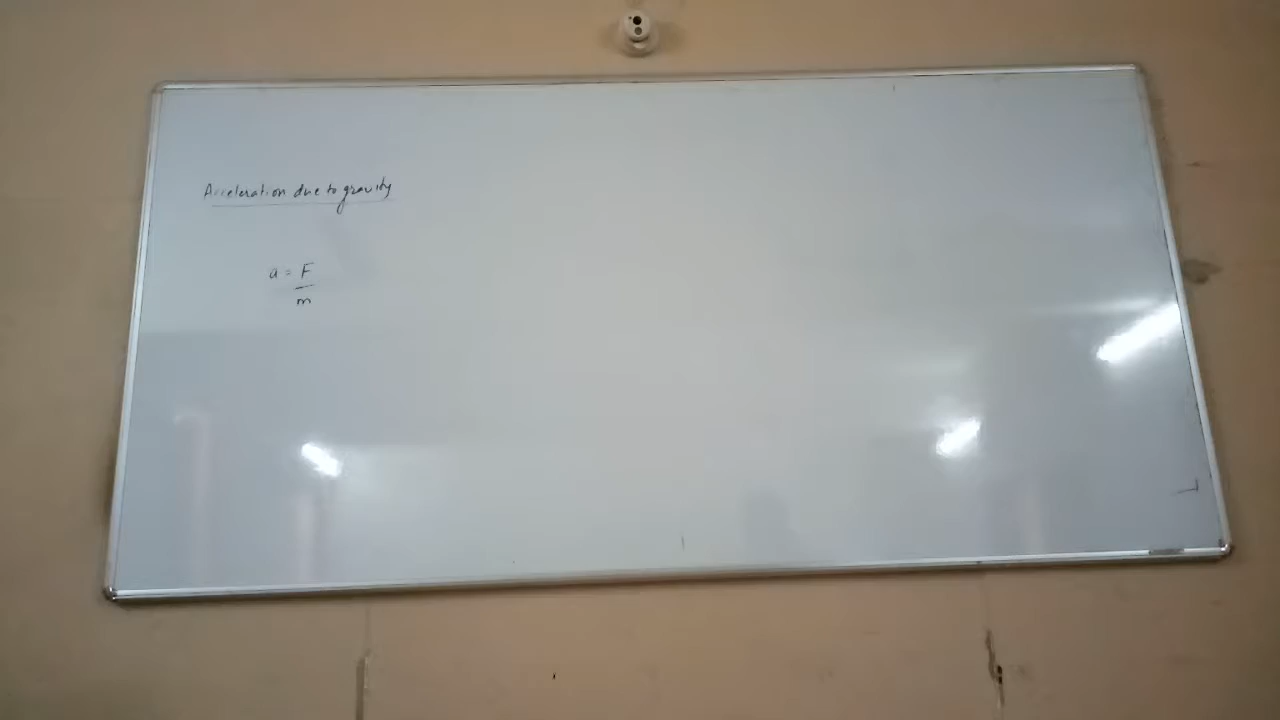 Acceleration due to gravity
a = F
m